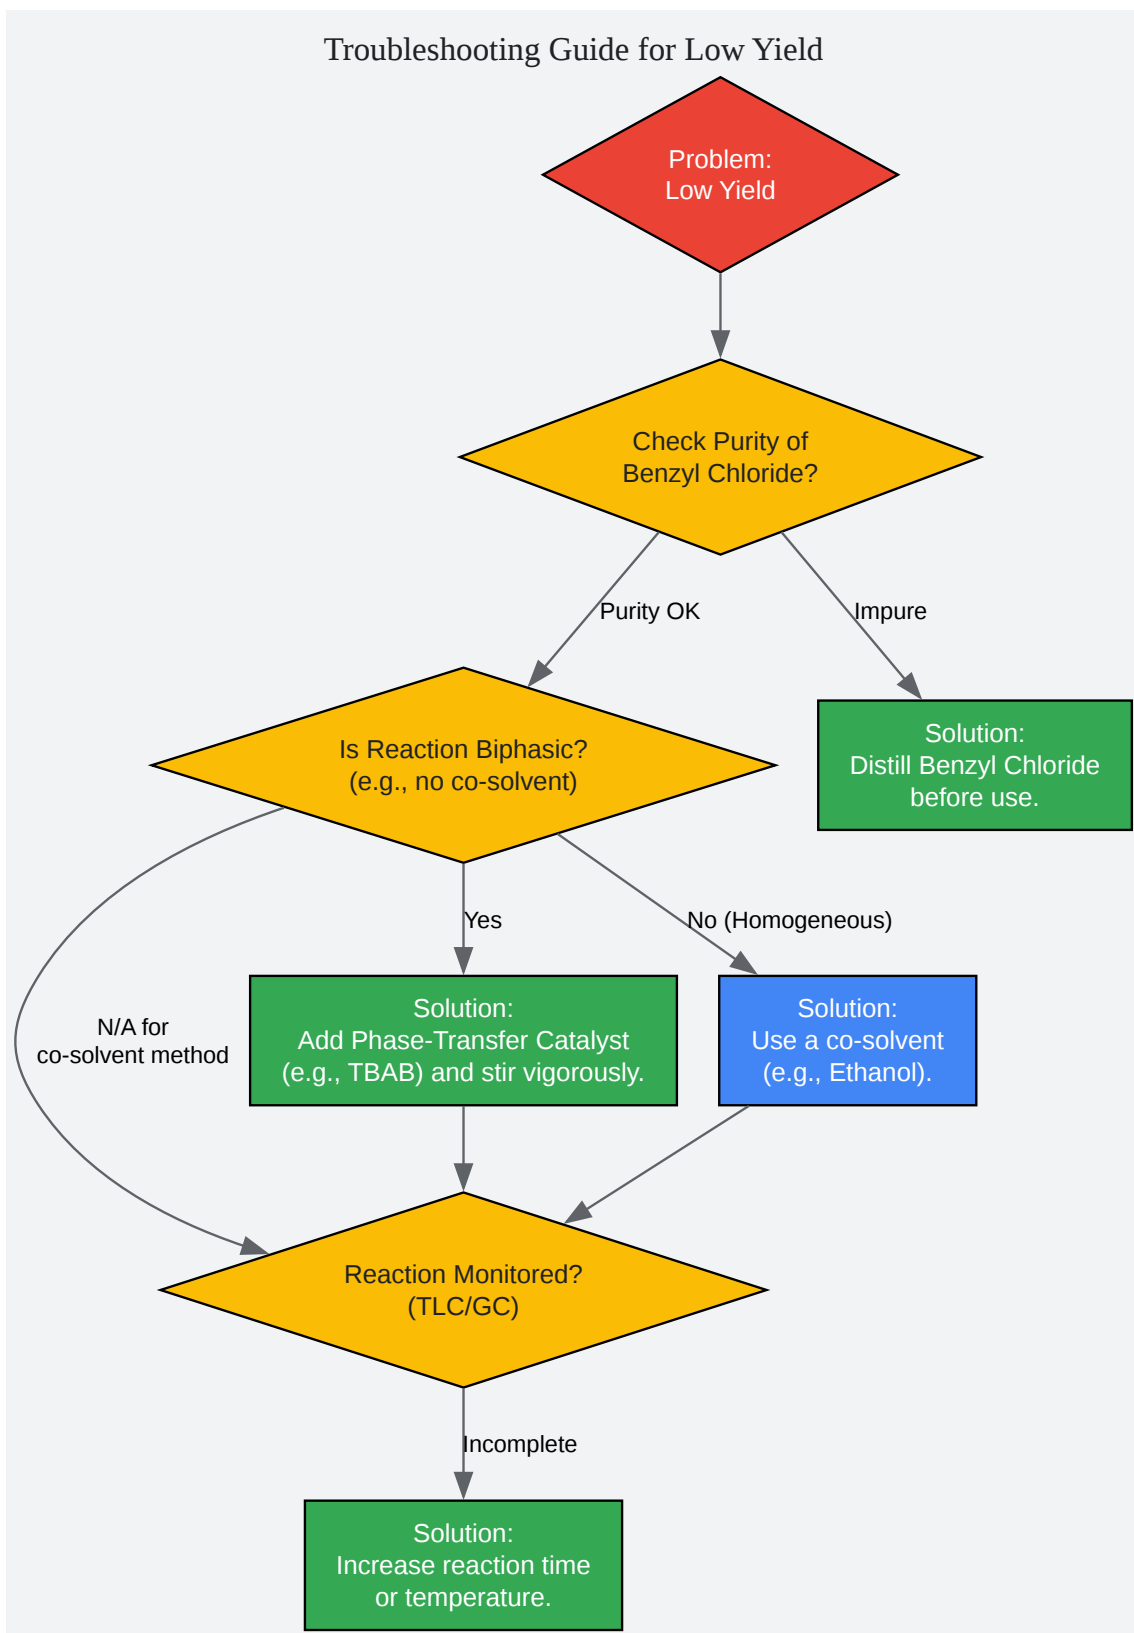 Troubleshooting Guide for Low Yield
Problem:
Low Yield
Check Purity of
Benzyl Chloride?
Purity OK
Impure
Is Reaction Biphasic?
(e.g., no co-solvent)
Solution:
Distill Benzyl Chloride
before use.
Yes
No (Homogeneous)
N/A for
co-solvent method
Solution:
Add Phase-Transfer Catalyst
(e.g., TBAB) and stir vigorously.
Solution:
Use a co-solvent
(e.g., Ethanol).
Reaction Monitored?
(TLC/GC)
Incomplete
Solution:
Increase reaction time
or temperature.